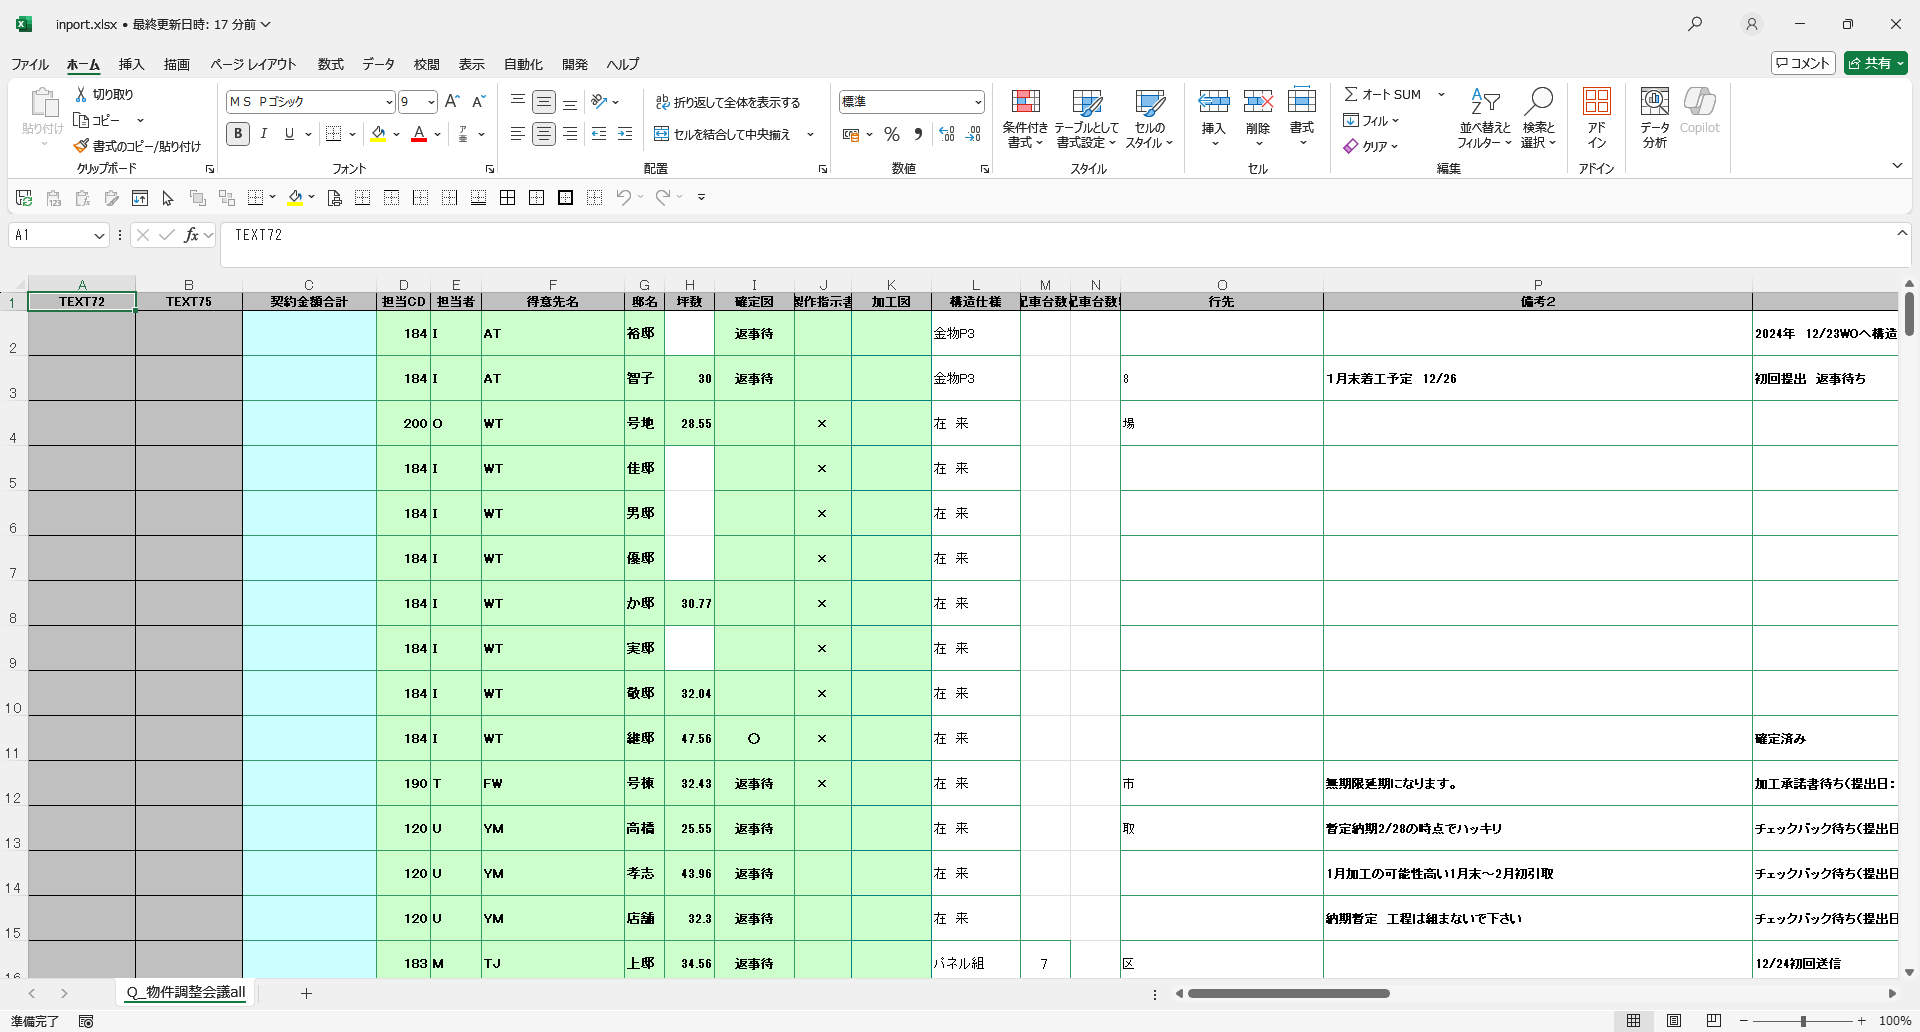 inport.xlsx • 最終更新日時: 17 分前
ファイル ホーム 挿入 描画 ページ レイアウト 数式 データ 校閲 表示 自動化 開発 ヘルプ
コメント 共有
貼り付け
切り取り
コピー
書式のコピー/貼り付け
クリップボード
ＭＳ Ｐゴシック 9
B I U
フォント
折り返して全体を表示する
セルを結合して中央揃え
配置
標準
数値
条件付き書式
テーブルとして書式設定
セルのスタイル
スタイル
挿入 削除 書式
セル
オート SUM
フィル
クリア
並べ替えとフィルター
検索と選択
編集
アドイン
アドイン
データ分析
Copilot
A1 fx TEXT72
A B C D E F G H I J K L M N O P
1 TEXT72 TEXT75 契約金額合計 担当CD 担当者 得意先名 邸名 坪数 確定図 製作指示書 加工図 構造仕様 配車台数 配車台数 行先 備考２
2 184 I AT 裕邸 返事待 金物P3 2024年 12/23WOへ構造
3 184 I AT 智子 30 返事待 金物P3 8 １月末着工予定 12/26 初回提出 返事待ち
4 200 O WT 号地 28.55 × 在 来 場
5 184 I WT 佳邸 × 在 来
6 184 I WT 男邸 × 在 来
7 184 I WT 優邸 × 在 来
8 184 I WT か邸 30.77 × 在 来
9 184 I WT 実邸 × 在 来
10 184 I WT 敬邸 32.04 × 在 来
11 184 I WT 継邸 47.56 ○ × 在 来 確定済み
12 190 T FW 号棟 32.43 返事待 × 在 来 市 無期限延期になります。 加工承諾書待ち（提出日：
13 120 U YM 高橋 25.55 返事待 在 来 取 暫定納期2/28の時点でハッキリ チェックバック待ち（提出日
14 120 U YM 孝志 43.96 返事待 在 来 1月加工の可能性高い1月末～2月初引取 チェックバック待ち（提出日
15 120 U YM 店舗 32.3 返事待 在 来 納期暫定 工程は組まないで下さい チェックバック待ち（提出日
16 183 M TJ 上邸 34.56 返事待 パネル組 7 区 12/24初回送信
Q_物件調整会議all
準備完了 100%